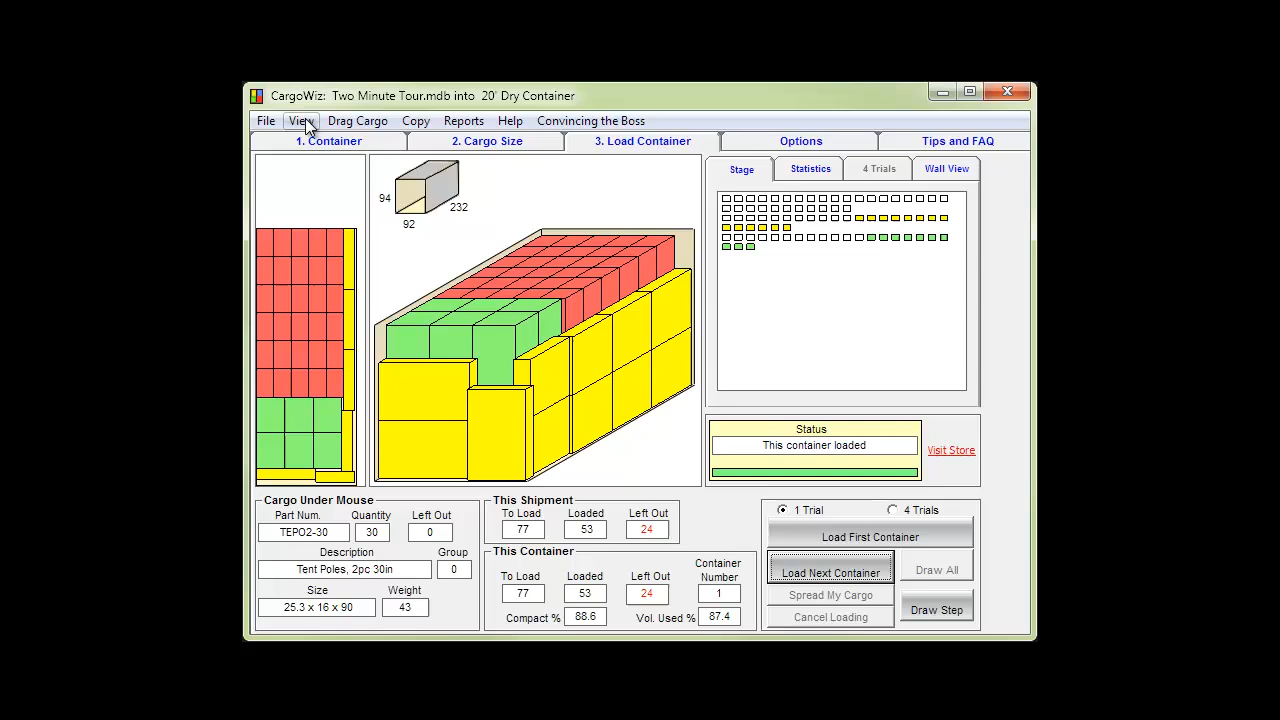 CargoWiz:  Two Minute Tour.mdb into  20' Dry Container
File View Drag Cargo Copy Reports Help Convincing the Boss
1. Container 2. Cargo Size 3. Load Container Options Tips and FAQ
Stage Statistics 4 Trials Wall View
94
232
92
Status
This container loaded
Visit Store
Cargo Under Mouse
Part Num. Quantity Left Out
TEPO2-30 30 0
Description Group
Tent Poles, 2pc 30in 0
Size Weight
25.3 x 16 x 90 43
This Shipment
To Load Loaded Left Out
77 53 24
This Container
To Load Loaded Left Out Container Number
77 53 24 1
Compact % 88.6 Vol. Used % 87.4
1 Trial 4 Trials
Load First Container
Load Next Container Draw All
Spread My Cargo
Draw Step
Cancel Loading